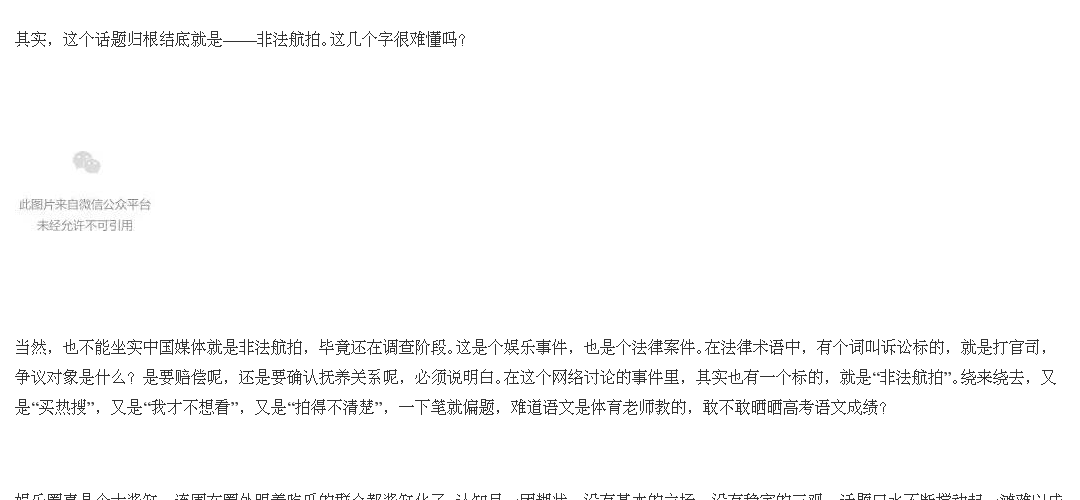 其实，这个话题归根结底就是——非法航拍。这几个字很难懂吗？
此图片来自微信公众平台
未经允许不可引用
当然，也不能坐实中国媒体就是非法航拍，毕竟还在调查阶段。这是个娱乐事件，也是个法律案件。在法律术语中，有个词叫诉讼标的，就是打官司，
争议对象是什么？是要赔偿呢，还是要确认抚养关系呢，必须说明白。在这个网络讨论的事件里，其实也有一个标的，就是“非法航拍”。绕来绕去，又
是“买热搜”，又是“我才不想看”，又是“拍得不清楚”，一下笔就偏题，难道语文是体育老师教的，敢不敢晒晒高考语文成绩？